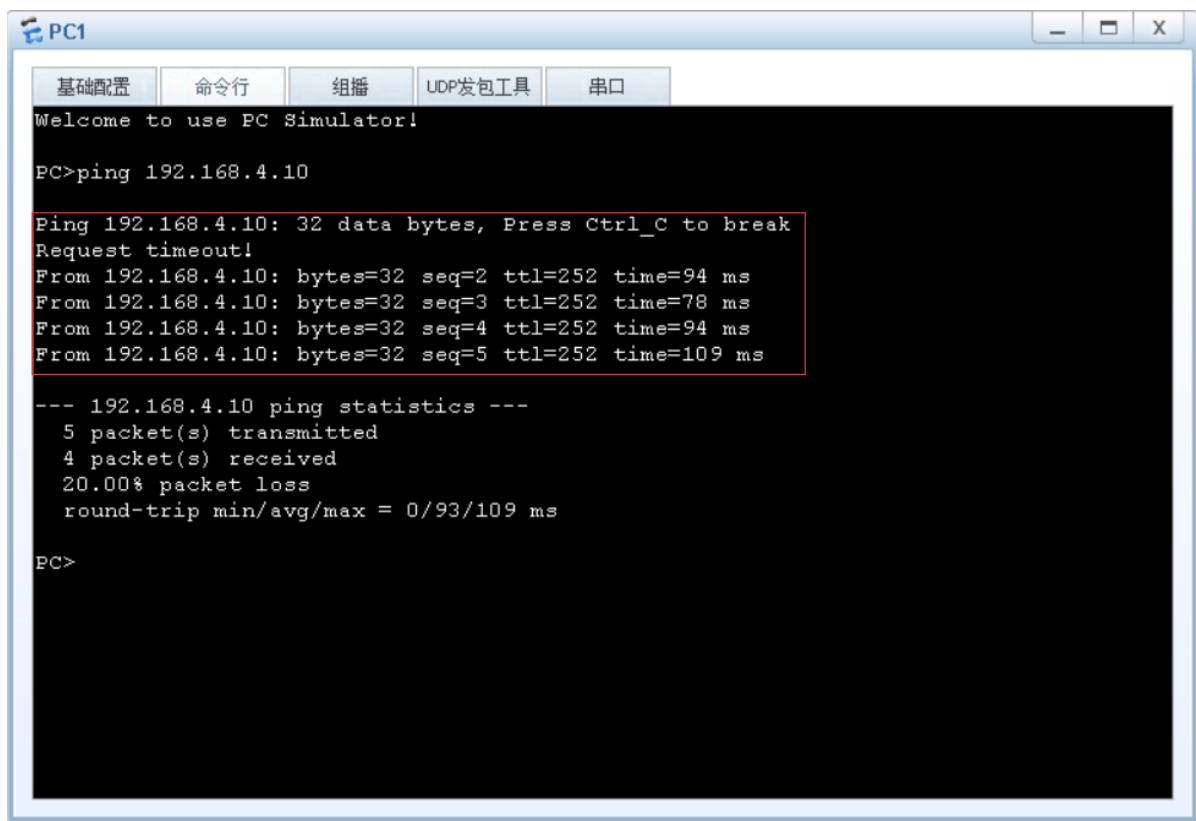 PC1
基础配置 命令行 组播 UDP发包工具 串口
Welcome to use PC Simulator!
PC>ping 192.168.4.10
Ping 192.168.4.10: 32 data bytes, Press Ctrl_C to break
Request timeout!
From 192.168.4.10: bytes=32 seq=2 ttl=252 time=94 ms
From 192.168.4.10: bytes=32 seq=3 ttl=252 time=78 ms
From 192.168.4.10: bytes=32 seq=4 ttl=252 time=94 ms
From 192.168.4.10: bytes=32 seq=5 ttl=252 time=109 ms
--- 192.168.4.10 ping statistics ---
5 packet(s) transmitted
4 packet(s) received
20.00% packet loss
round-trip min/avg/max = 0/93/109 ms
PC>